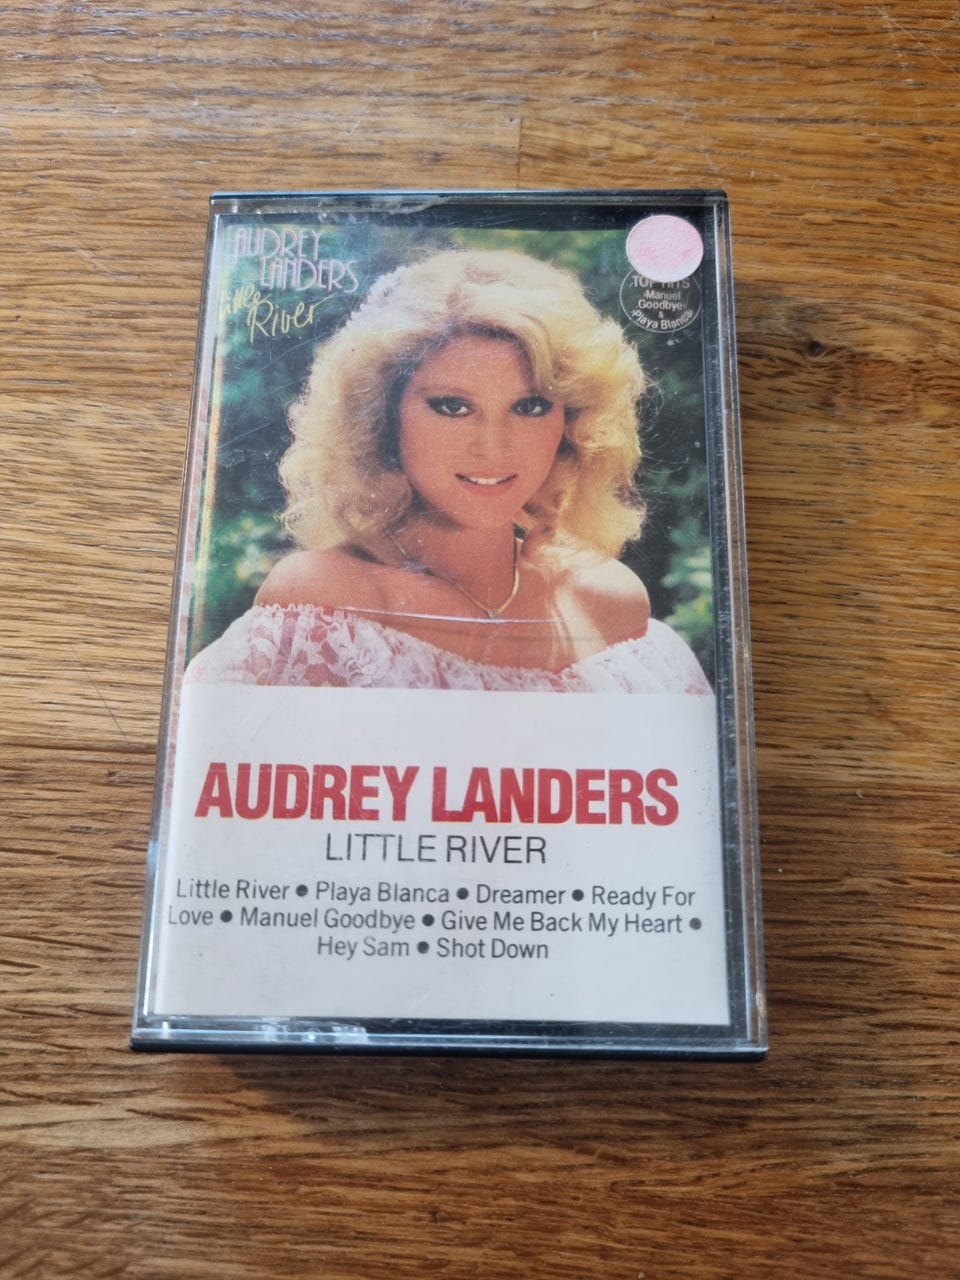 AUDREY
LANDERS
Little
River
TOP HITS
Manuel
Goodbye
&
Playa Blanca
AUDREY LANDERS
LITTLE RIVER
Little River ● Playa Blanca ● Dreamer ● Ready For
Love ● Manuel Goodbye ● Give Me Back My Heart ●
Hey Sam ● Shot Down